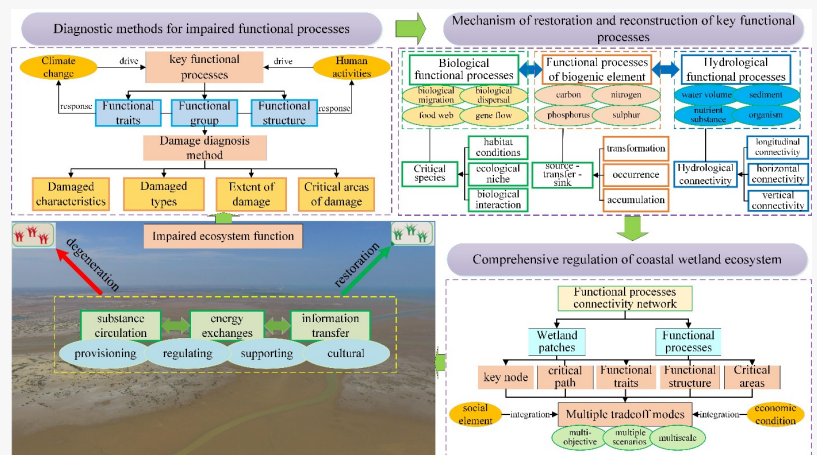 Diagnostic methods for impaired functional processes
Climate
change
drive
key functional
processes
drive
Human
activities
response
Functional
traits
Functional
group
Functional
structure
response
Damage diagnosis
method
Damaged
characteristics
Damaged
types
Extent of
damage
Critical areas
of damage
Mechanism of restoration and reconstruction of key functional
processes
Biological
functional processes
Functional processes
of biogenic element
Hydrological
functional processes
biological
migration
biological
dispersal
food web
gene flow
carbon
nitrogen
phosphorus
sulphur
water volume
sediment
nutrient
substance
organism
Critical
species
habitat
conditions
ecological
niche
biological
interaction
source -
transfer -
sink
transformation
occurrence
accumulation
Hydrological
connectivity
longitudinal
connectivity
horizontal
connectivity
vertical
connectivity
Impaired ecosystem function
degeneration
restoration
substance
circulation
energy
exchanges
information
transfer
provisioning
regulating
supporting
cultural
Comprehensive regulation of coastal wetland ecosystem
Functional processes
connectivity network
Wetland
patches
Functional
processes
key node
critical
path
Functional
traits
Functional
structure
Critical
areas
social
element
integration
Multiple tradeoff modes
integration
economic
condition
multi-
objective
multiple
scenarios
multiscale